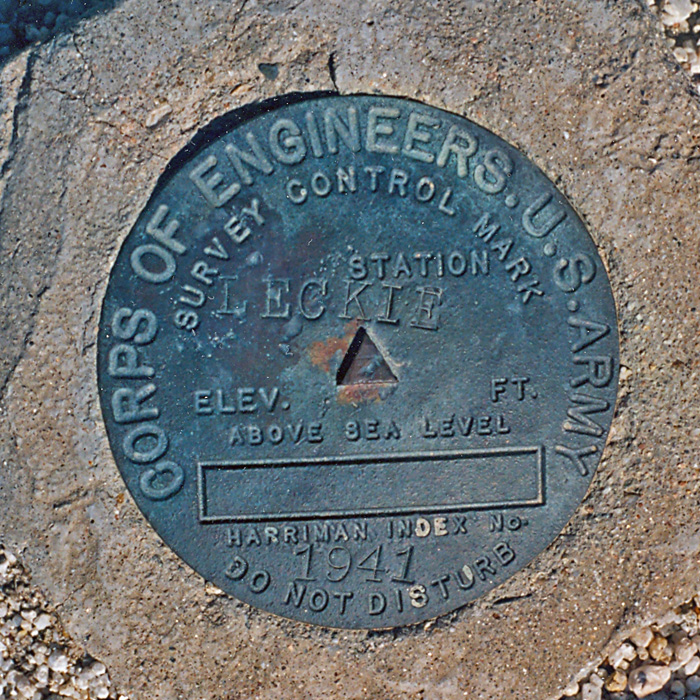 CORPS OF ENGINEERS. U.S. ARMY
SURVEY CONTROL MARK
STATION
LECKIE
ELEV. FT.
ABOVE SEA LEVEL
HARRIMAN INDEX No.
1941
DO NOT DISTURB